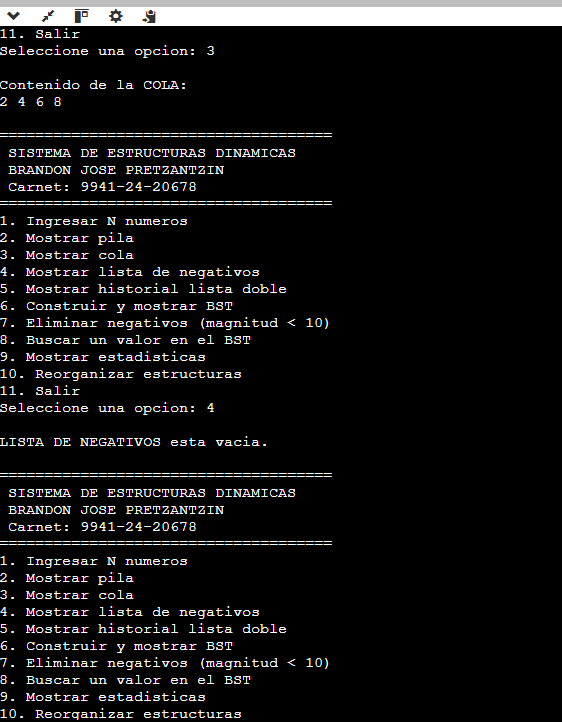 11. Salir
Seleccione una opcion: 3
Contenido de la COLA:
2 4 6 8
=====================================
SISTEMA DE ESTRUCTURAS DINAMICAS
BRANDON JOSE PRETZANTZIN
Carnet: 9941-24-20678
=====================================
1. Ingresar N numeros
2. Mostrar pila
3. Mostrar cola
4. Mostrar lista de negativos
5. Mostrar historial lista doble
6. Construir y mostrar BST
7. Eliminar negativos (magnitud < 10)
8. Buscar un valor en el BST
9. Mostrar estadisticas
10. Reorganizar estructuras
11. Salir
Seleccione una opcion: 4
LISTA DE NEGATIVOS esta vacia.
=====================================
SISTEMA DE ESTRUCTURAS DINAMICAS
BRANDON JOSE PRETZANTZIN
Carnet: 9941-24-20678
=====================================
1. Ingresar N numeros
2. Mostrar pila
3. Mostrar cola
4. Mostrar lista de negativos
5. Mostrar historial lista doble
6. Construir y mostrar BST
7. Eliminar negativos (magnitud < 10)
8. Buscar un valor en el BST
9. Mostrar estadisticas
10. Reorganizar estructuras